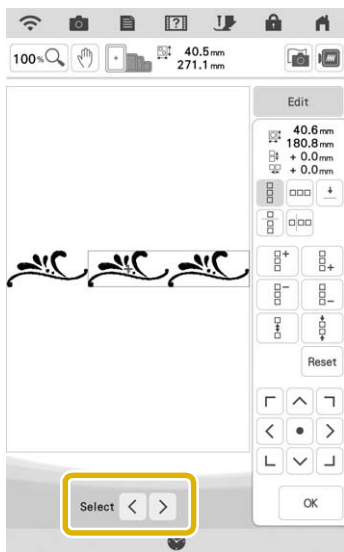 100%
40.5 mm
271.1 mm
Edit
40.6 mm
180.8 mm
+ 0.0 mm
+ 0.0 mm
Reset
Select < >
OK